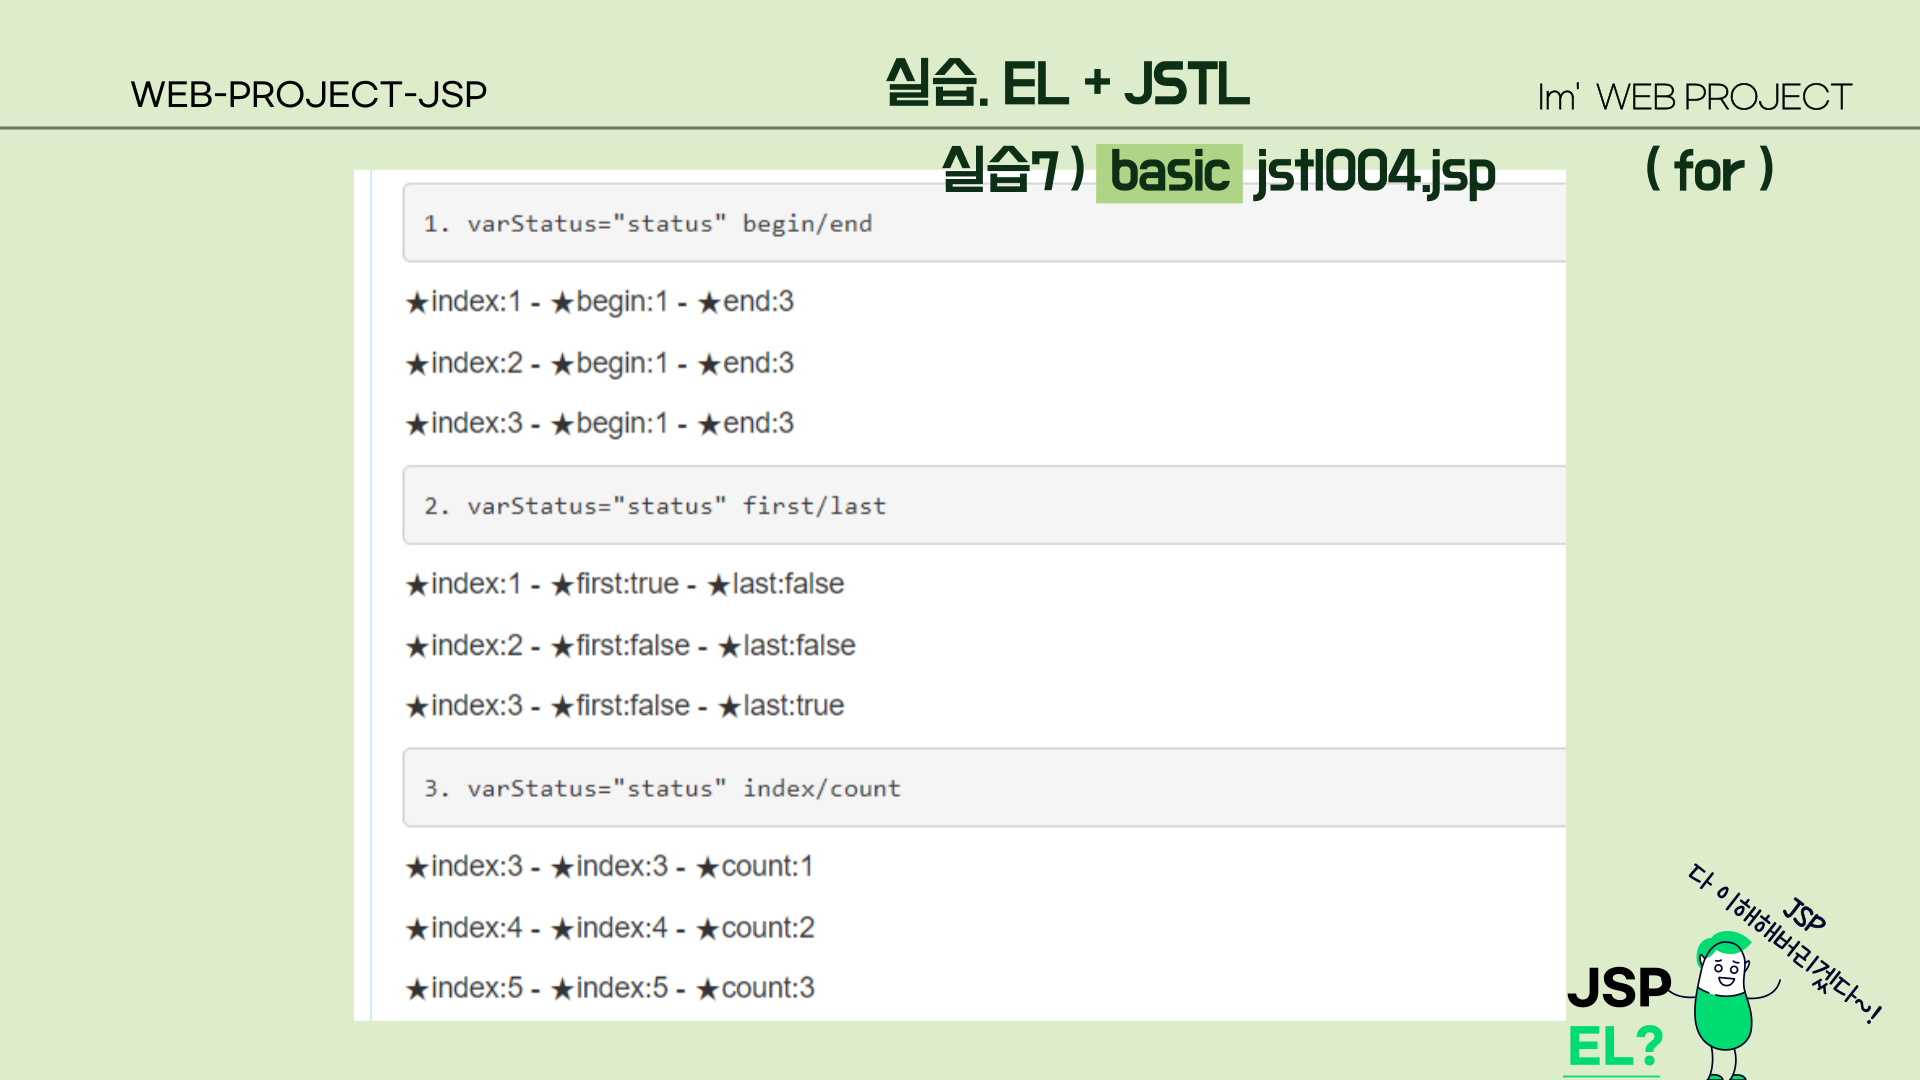 WEB-PROJECT-JSP
실습. EL + JSTL
Im' WEB PROJECT
실습7 ) basic jstl004.jsp ( for )
1. varStatus="status" begin/end
★index:1 - ★begin:1 - ★end:3
★index:2 - ★begin:1 - ★end:3
★index:3 - ★begin:1 - ★end:3
2. varStatus="status" first/last
★index:1 - ★first:true - ★last:false
★index:2 - ★first:false - ★last:false
★index:3 - ★first:false - ★last:true
3. varStatus="status" index/count
★index:3 - ★index:3 - ★count:1
★index:4 - ★index:4 - ★count:2
★index:5 - ★index:5 - ★count:3
JSP
다 이해해버리겠다~!
JSP
EL?